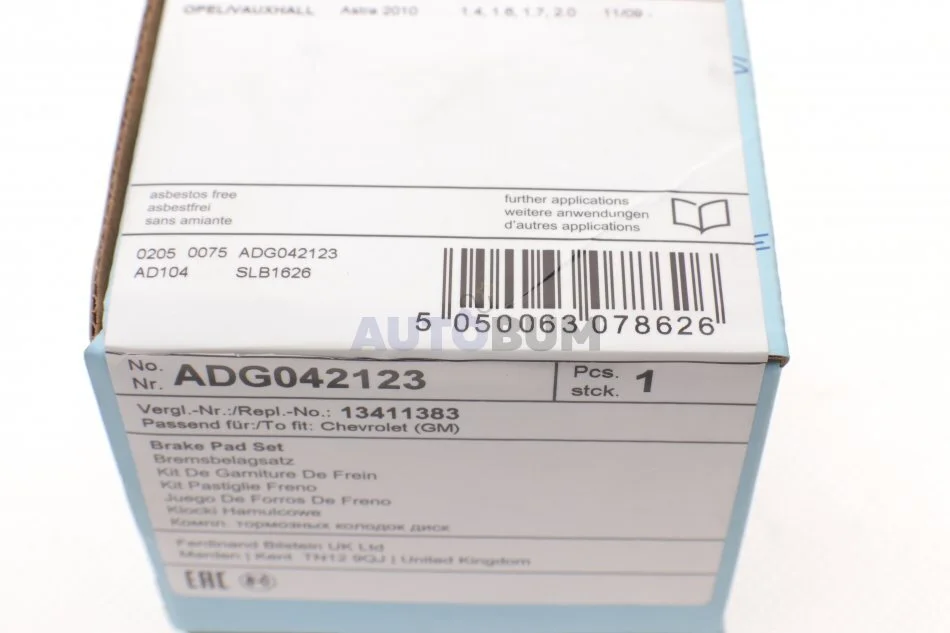 OPEL/VAUXHALL Astra 2010 1.4, 1.6, 1.7, 2.0 11/09 -
asbestos free
asbestfrei
sans amiante
further applications
weitere anwendungen
d'autres applications
0205 0075 ADG042123
AD104 SLB1626
5 050063 078626
AUTOBUM
No.
Nr. ADG042123
Pcs.
stck. 1
Vergl.-Nr.:/Repl.-No.: 13411383
Passend für:/To fit: Chevrolet (GM)
Brake Pad Set
Bremsbelagsatz
Kit De Garniture De Frein
Kit Pastiglie Freno
Juego De Forros De Freno
Klocki Hamulcowe
Компл. тормозных колодок диск
Ferdinand Bilstein UK Ltd
Marden | Kent TN12 9QJ | United Kingdom
EAC